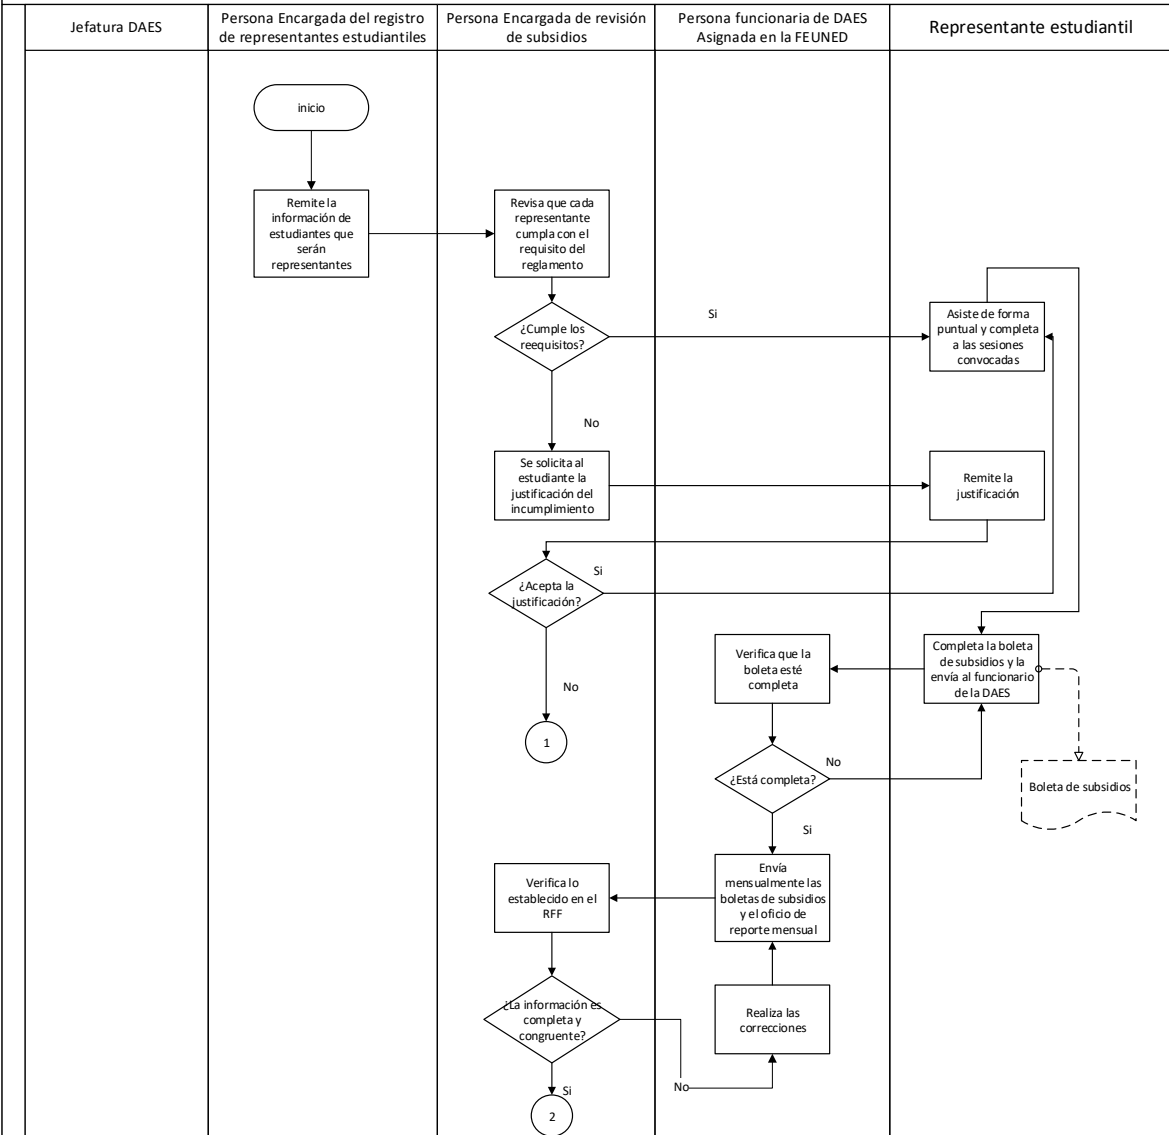 Jefatura DAES
Persona Encargada del registro
de representantes estudiantiles
Persona Encargada de revisión
de subsidios
Persona funcionaria de DAES
Asignada en la FEUNED
Representante estudiantil
inicio
Remite la
información de
estudiantes que
serán
representantes
Revisa que cada
representante
cumpla con el
requisito del
reglamento
¿Cumple los
reequisitos?
Si
Asiste de forma
puntual y completa
a las sesiones
convocadas
No
Se solicita al
estudiante la
justificación del
incumplimiento
Remite la
justificación
¿Acepta la
justificación?
Si
No
1
Verifica que la
boleta esté
completa
Completa la boleta
de subsidios y la
envía al funcionario
de la DAES
¿Está completa?
No
Boleta de subsidios
Si
Envía
mensualmente las
boletas de subsidios
y el oficio de
reporte mensual
Verifica lo
establecido en el
RFF
¿La información es
completa y
congruente?
Realiza las
correcciones
No
Si
2